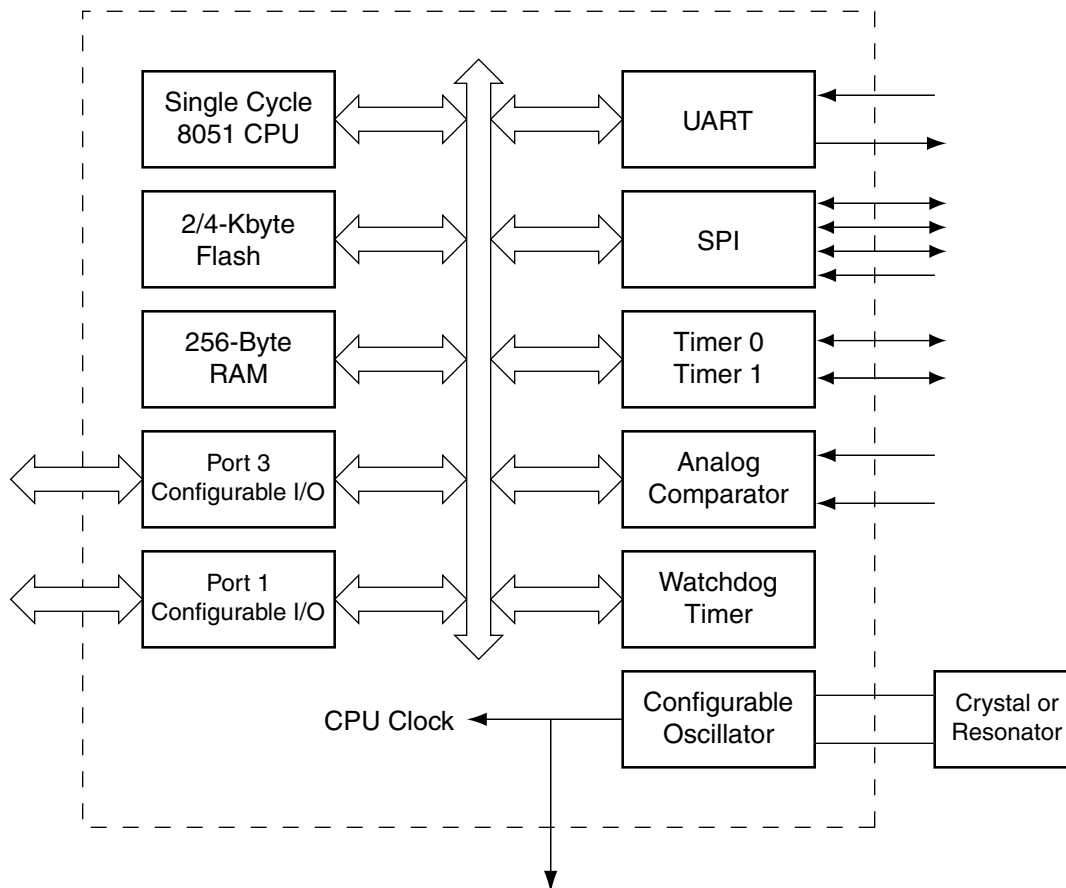 Single Cycle
8051 CPU
2/4-Kbyte
Flash
256-Byte
RAM
Port 3
Configurable I/O
Port 1
Configurable I/O
UART
SPI
Timer 0
Timer 1
Analog
Comparator
Watchdog
Timer
Configurable
Oscillator
CPU Clock
Crystal or
Resonator